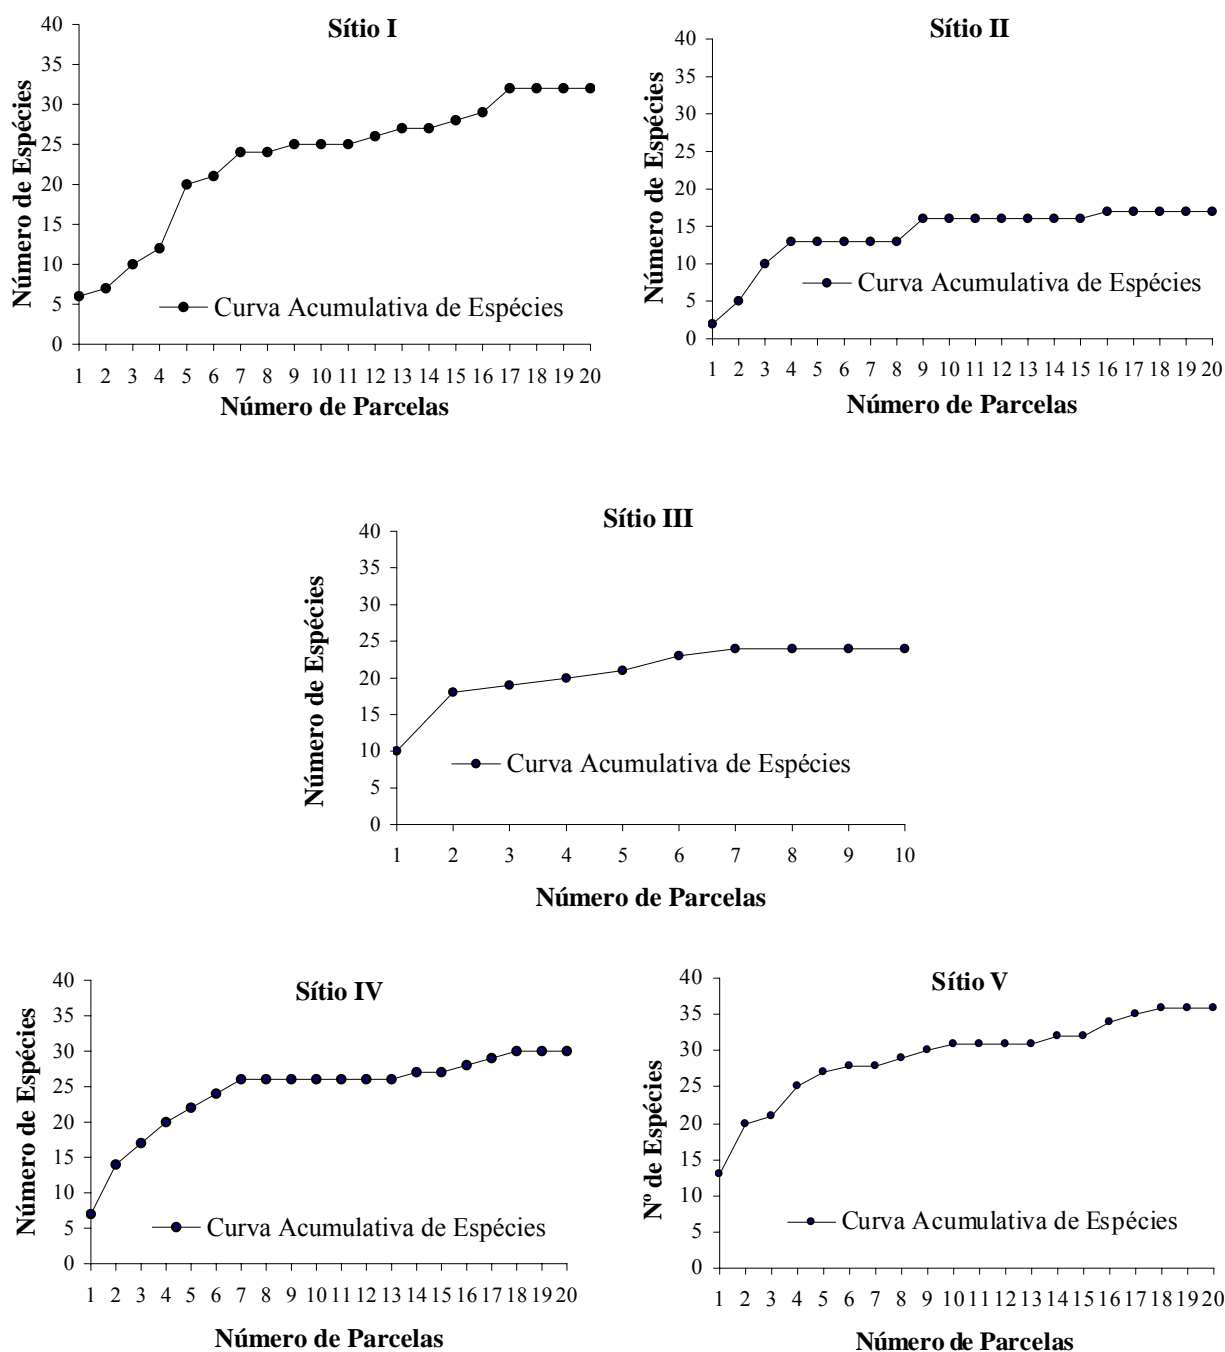 Sítio I
Número de Espécies
40
35
30
25
20
15
10
5
0
Curva Acumulativa de Espécies
1 2 3 4 5 6 7 8 9 10 11 12 13 14 15 16 17 18 19 20
Número de Parcelas
Sítio II
Número de Espécies
40
35
30
25
20
15
10
5
0
Curva Acumulativa de Espécies
1 2 3 4 5 6 7 8 9 10 11 12 13 14 15 16 17 18 19 20
Número de Parcelas
Sítio III
Número de Espécies
40
35
30
25
20
15
10
5
0
Curva Acumulativa de Espécies
1 2 3 4 5 6 7 8 9 10
Número de Parcelas
Sítio IV
Número de Espécies
40
35
30
25
20
15
10
5
0
Curva Acumulativa de Espécies
1 2 3 4 5 6 7 8 9 10 11 12 13 14 15 16 17 18 19 20
Número de Parcelas
Sítio V
Nº de Espécies
40
35
30
25
20
15
10
5
0
Curva Acumulativa de Espécies
1 2 3 4 5 6 7 8 9 10 11 12 13 14 15 16 17 18 19 20
Número de Parcelas